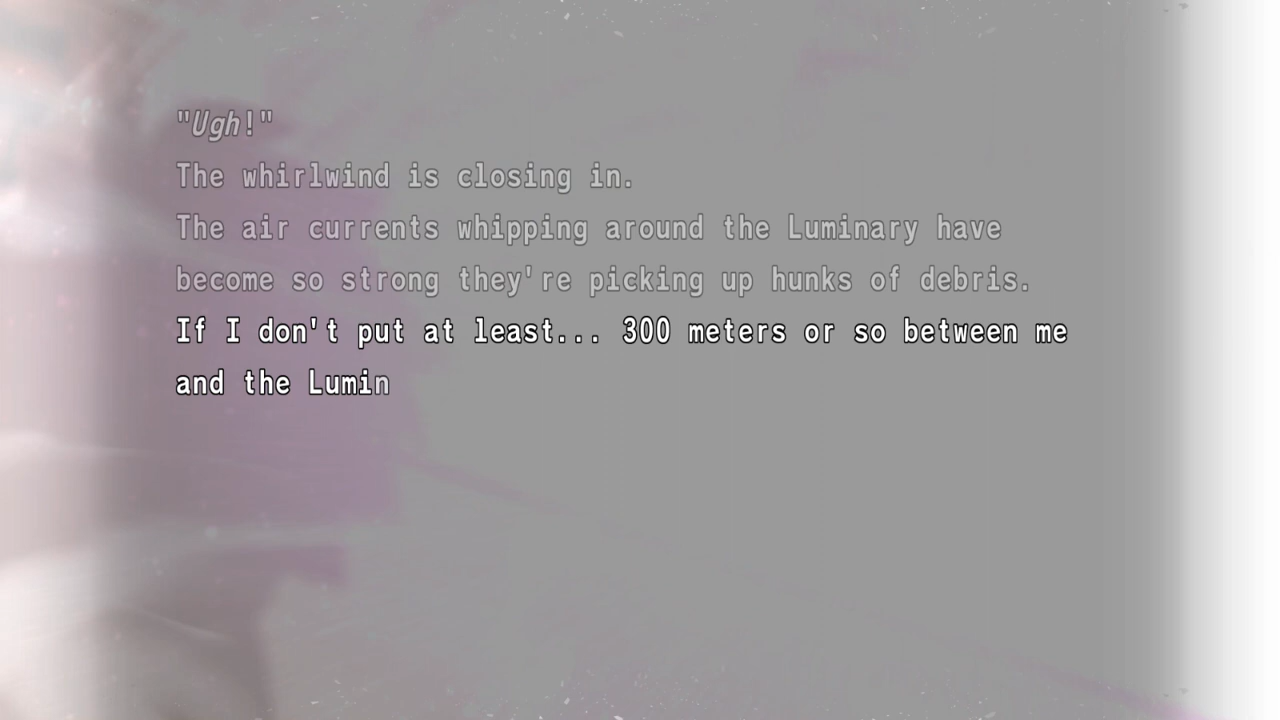 "Ugh!"
The whirlwind is closing in.
The air currents whipping around the Luminary have
become so strong they're picking up hunks of debris.
If I don't put at least... 300 meters or so between me
and the Lumin